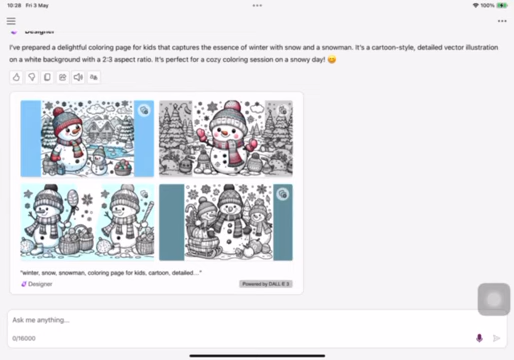 10:28 Fri 3 May
100%
Designer
I've prepared a delightful coloring page for kids that captures the essence of winter with snow and a snowman. It's a cartoon-style, detailed vector illustration
on a white background with a 2:3 aspect ratio. It's perfect for a cozy coloring session on a snowy day! 😊
"winter, snow, snowman, coloring page for kids, cartoon, detailed..."
Designer
Powered by DALL·E 3
Ask me anything...
0/16000